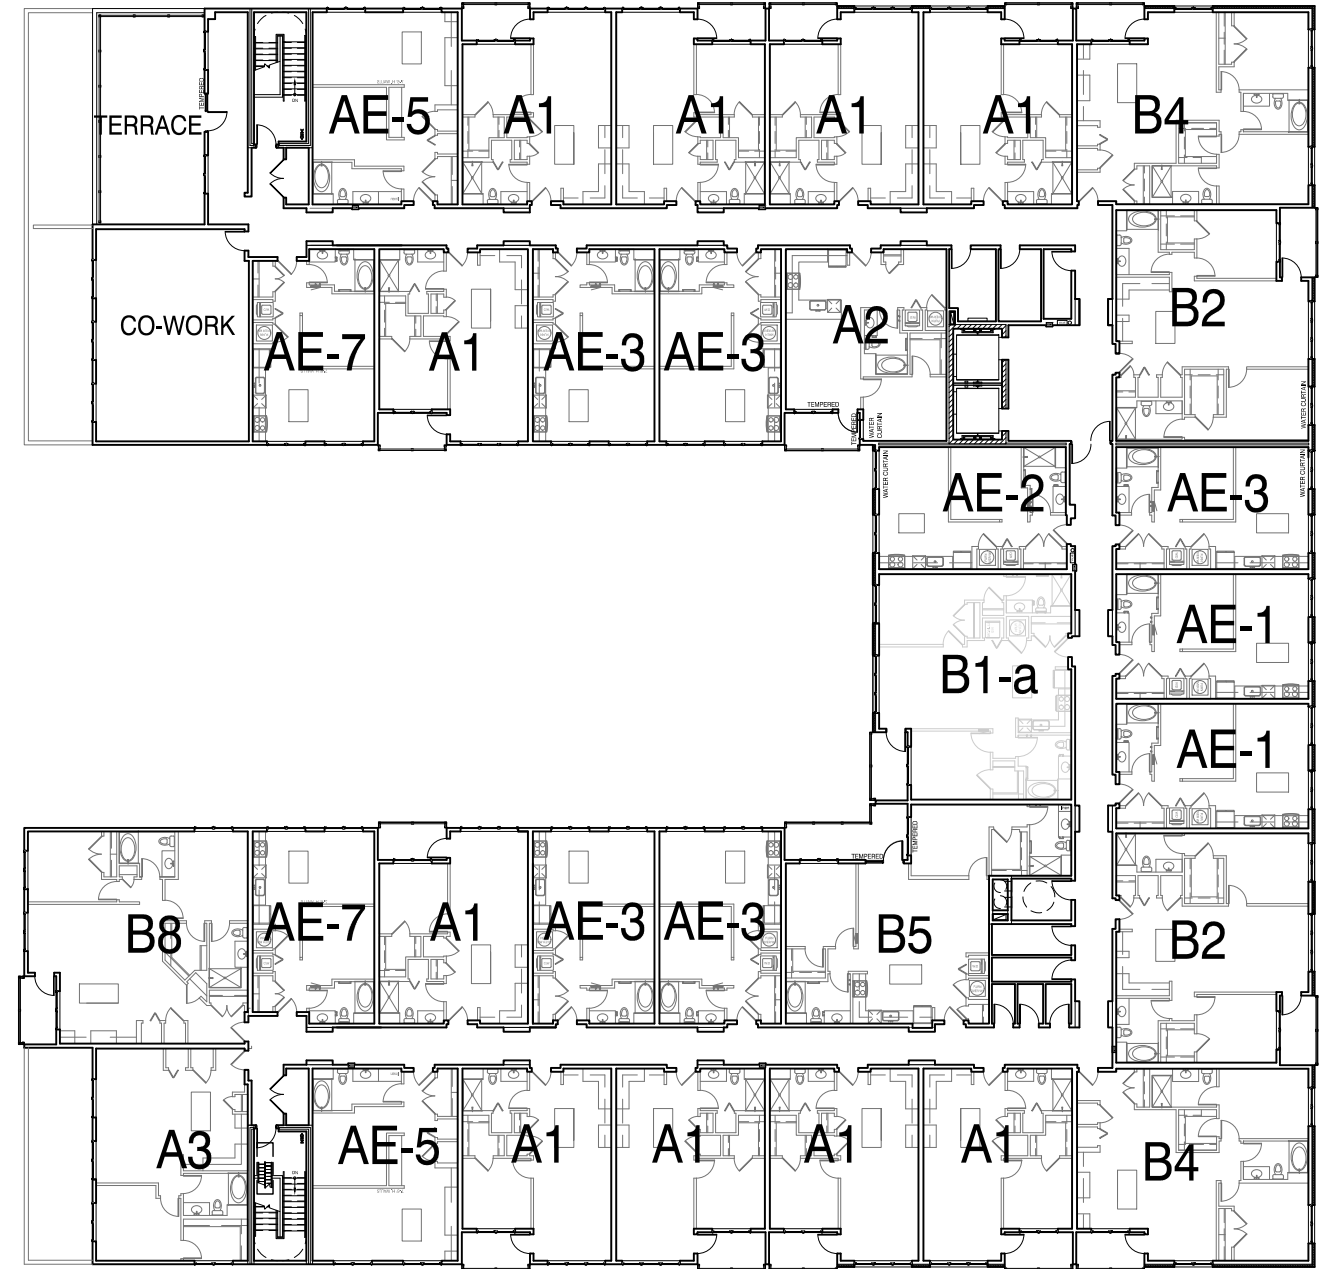 AE-5
A1
A1
A1
A1
B4
TERRACE
TEMPERED
DN
CO-WORK
AE-7
A1
AE-3
AE-3
A2
B2
TEMPERED
TEMPERED
WATER CURTAIN
WATER CURTAIN
WATER CURTAIN
AE-2
AE-3
WATER CURTAIN
AE-1
B1-a
AE-1
TEMPERED
TEMPERED
B8
AE-7
A1
AE-3
AE-3
B5
B2
A3
AE-5
A1
A1
A1
A1
B4
DN